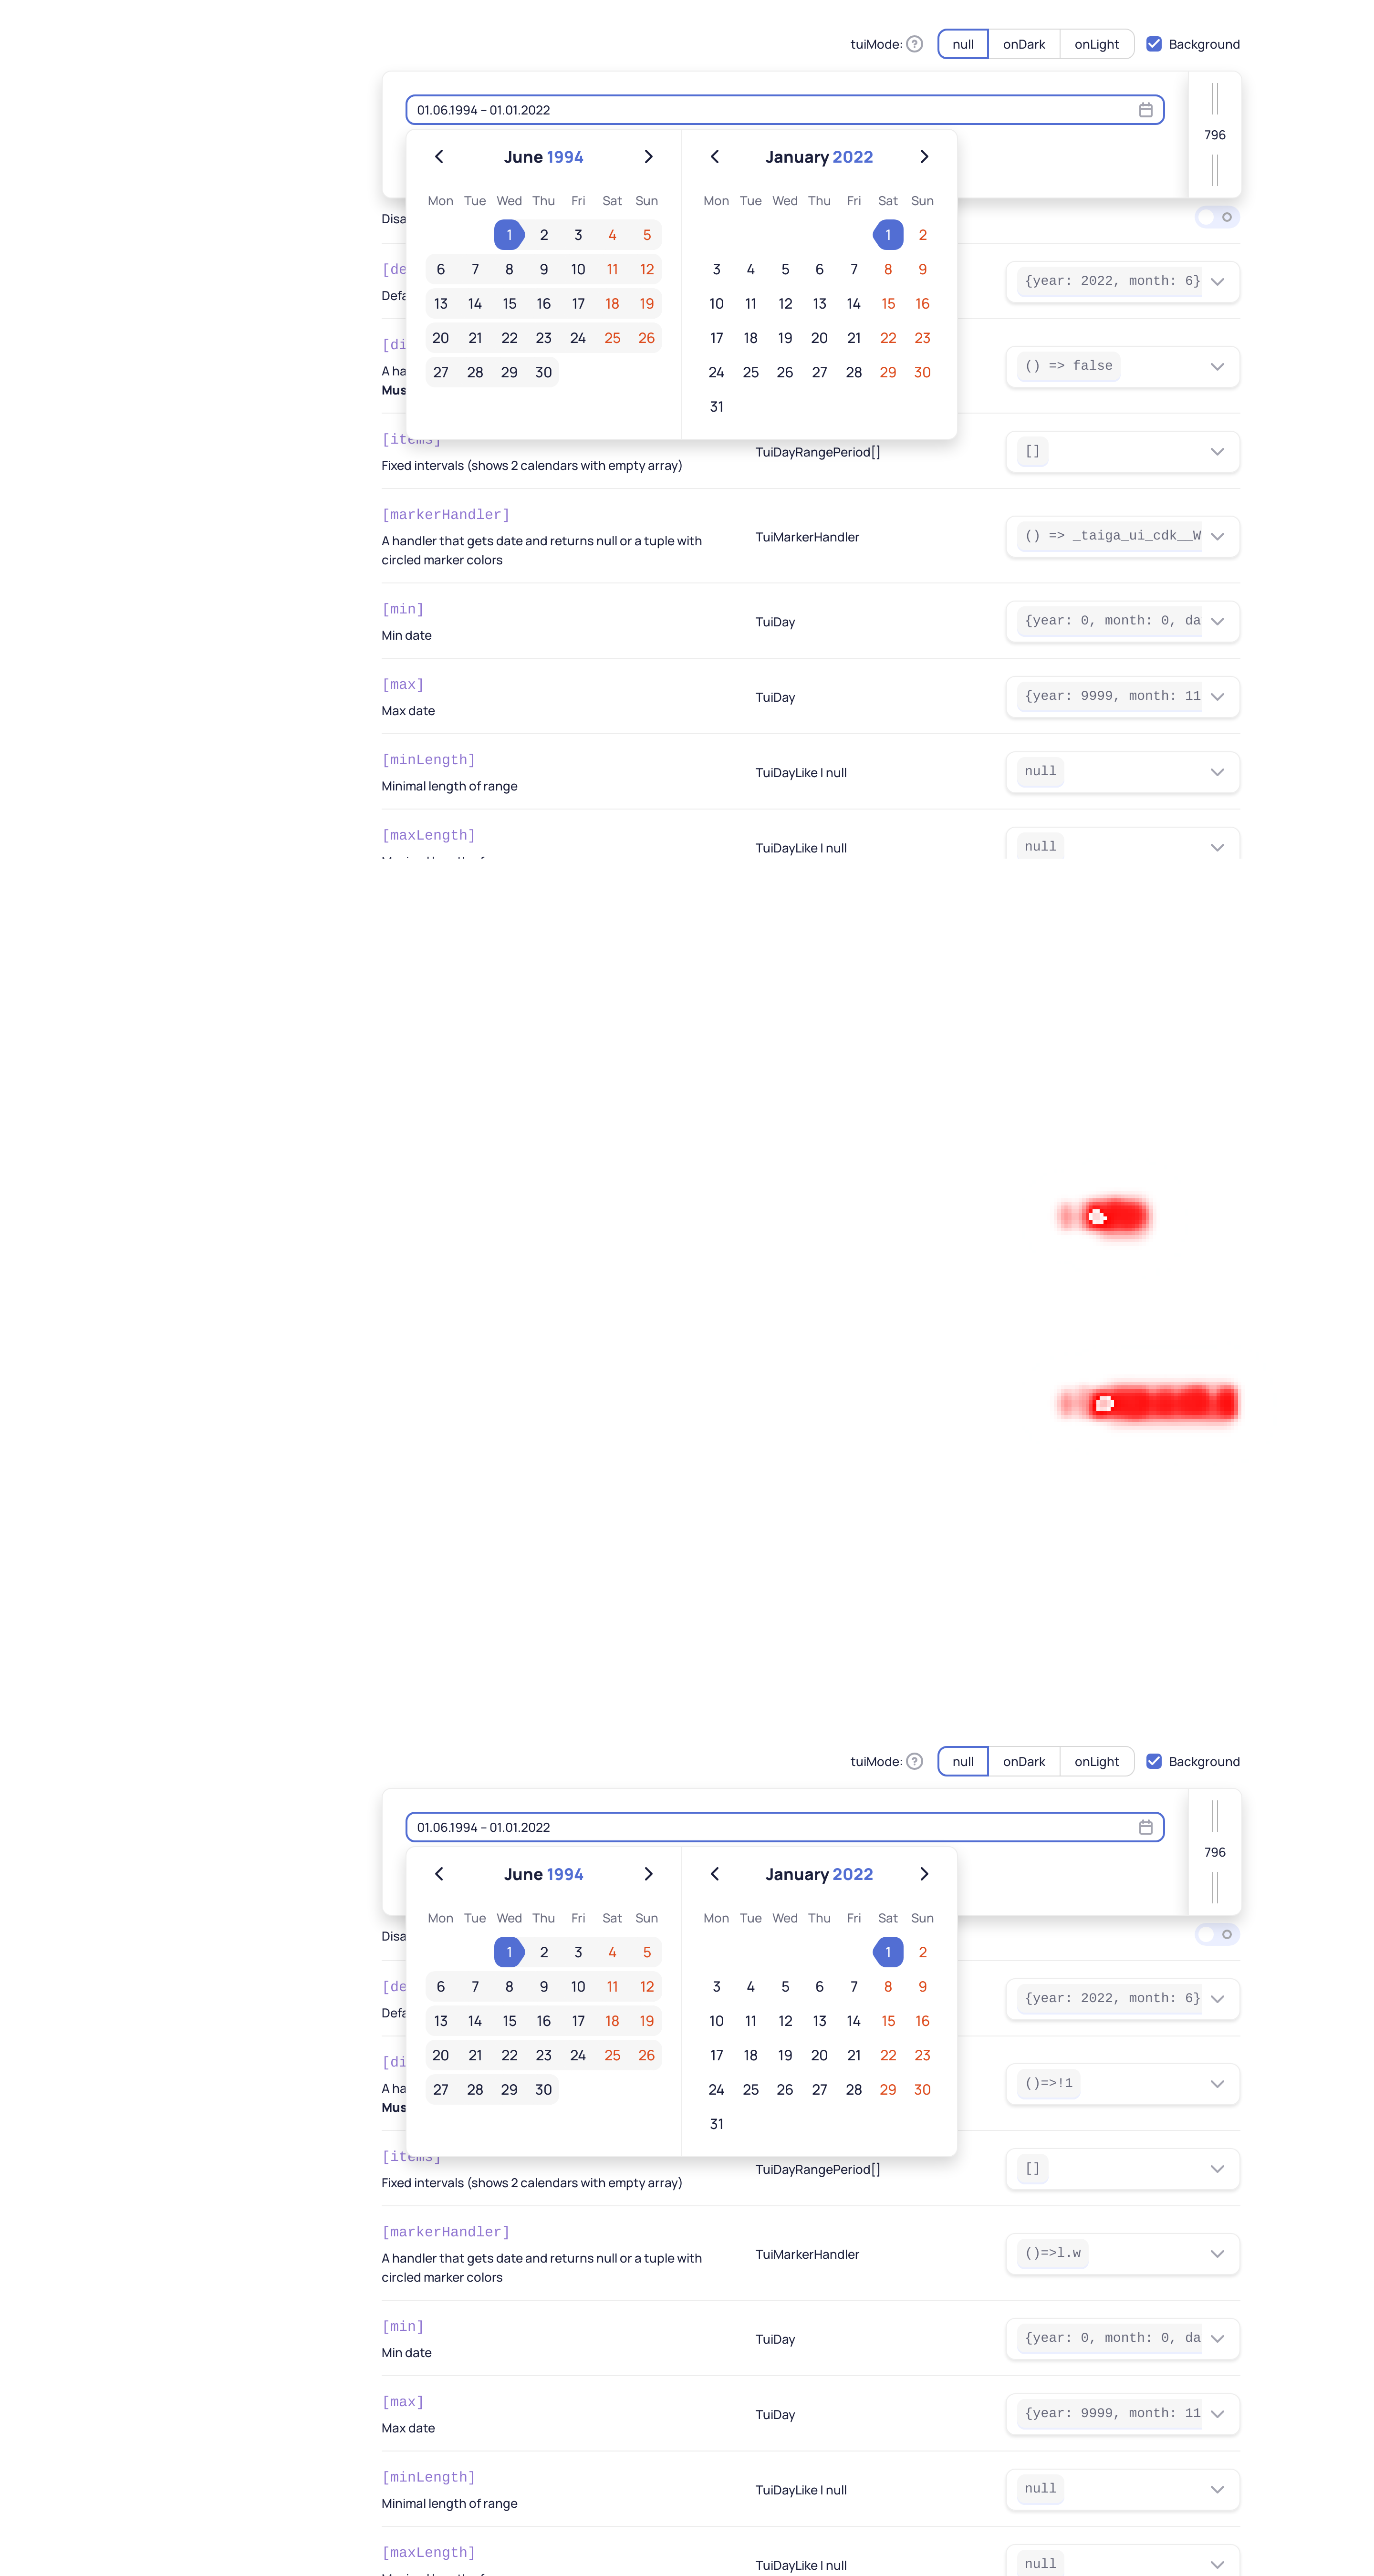 tuiMode: ? null onDark onLight Background
01.06.1994 – 01.01.2022
796
June 1994 January 2022
Mon Tue Wed Thu Fri Sat Sun Mon Tue Wed Thu Fri Sat Sun
Disa
1 2 3 4 5 1 2
[de
6 7 8 9 10 11 12 3 4 5 6 7 8 9
{year: 2022, month: 6}
Defa
13 14 15 16 17 18 19 10 11 12 13 14 15 16
[di
20 21 22 23 24 25 26 17 18 19 20 21 22 23
A ha
27 28 29 30 24 25 26 27 28 29 30
() => false
Mus
31
[items]
Fixed intervals (shows 2 calendars with empty array)
TuiDayRangePeriod[]
[]
[markerHandler]
A handler that gets date and returns null or a tuple with
circled marker colors
TuiMarkerHandler
() => _taiga_ui_cdk__W
[min]
Min date
TuiDay
{year: 0, month: 0, da
[max]
Max date
TuiDay
{year: 9999, month: 11
[minLength]
Minimal length of range
TuiDayLike | null
null
[maxLength]
TuiDayLike | null
null
tuiMode: ? null onDark onLight Background
01.06.1994 – 01.01.2022
796
June 1994 January 2022
Mon Tue Wed Thu Fri Sat Sun Mon Tue Wed Thu Fri Sat Sun
Disa
1 2 3 4 5 1 2
[de
6 7 8 9 10 11 12 3 4 5 6 7 8 9
{year: 2022, month: 6}
Defa
13 14 15 16 17 18 19 10 11 12 13 14 15 16
[di
20 21 22 23 24 25 26 17 18 19 20 21 22 23
A ha
27 28 29 30 24 25 26 27 28 29 30
()=>!1
Mus
31
[items]
Fixed intervals (shows 2 calendars with empty array)
TuiDayRangePeriod[]
[]
[markerHandler]
A handler that gets date and returns null or a tuple with
circled marker colors
TuiMarkerHandler
()=>l.w
[min]
Min date
TuiDay
{year: 0, month: 0, da
[max]
Max date
TuiDay
{year: 9999, month: 11
[minLength]
Minimal length of range
TuiDayLike | null
null
[maxLength]
TuiDayLike | null
null